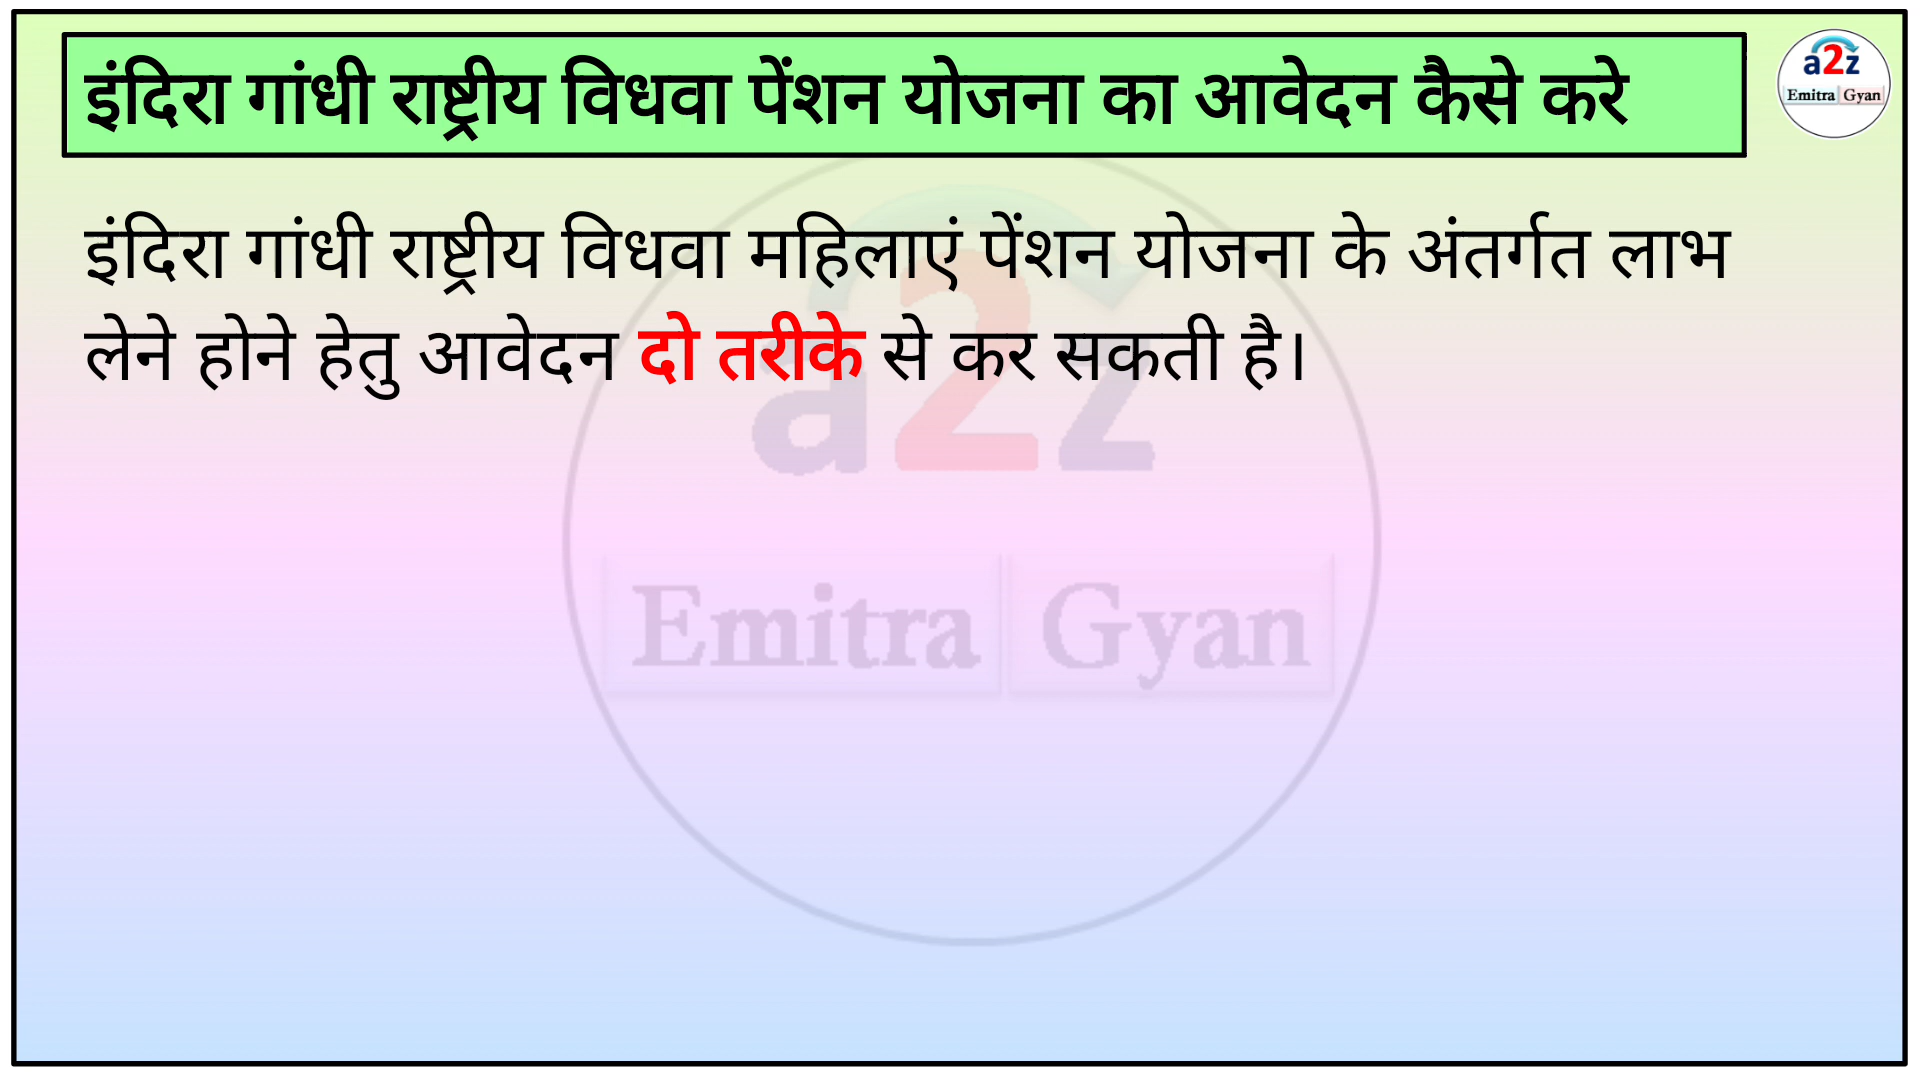 इंदिरा गांधी राष्ट्रीय विधवा पेंशन योजना का आवेदन कैसे करे
a2z
Emitra Gyan
इंदिरा गांधी राष्ट्रीय विधवा महिलाएं पेंशन योजना के अंतर्गत लाभ
लेने होने हेतु आवेदन दो तरीके से कर सकती है।
a2z
Emitra Gyan